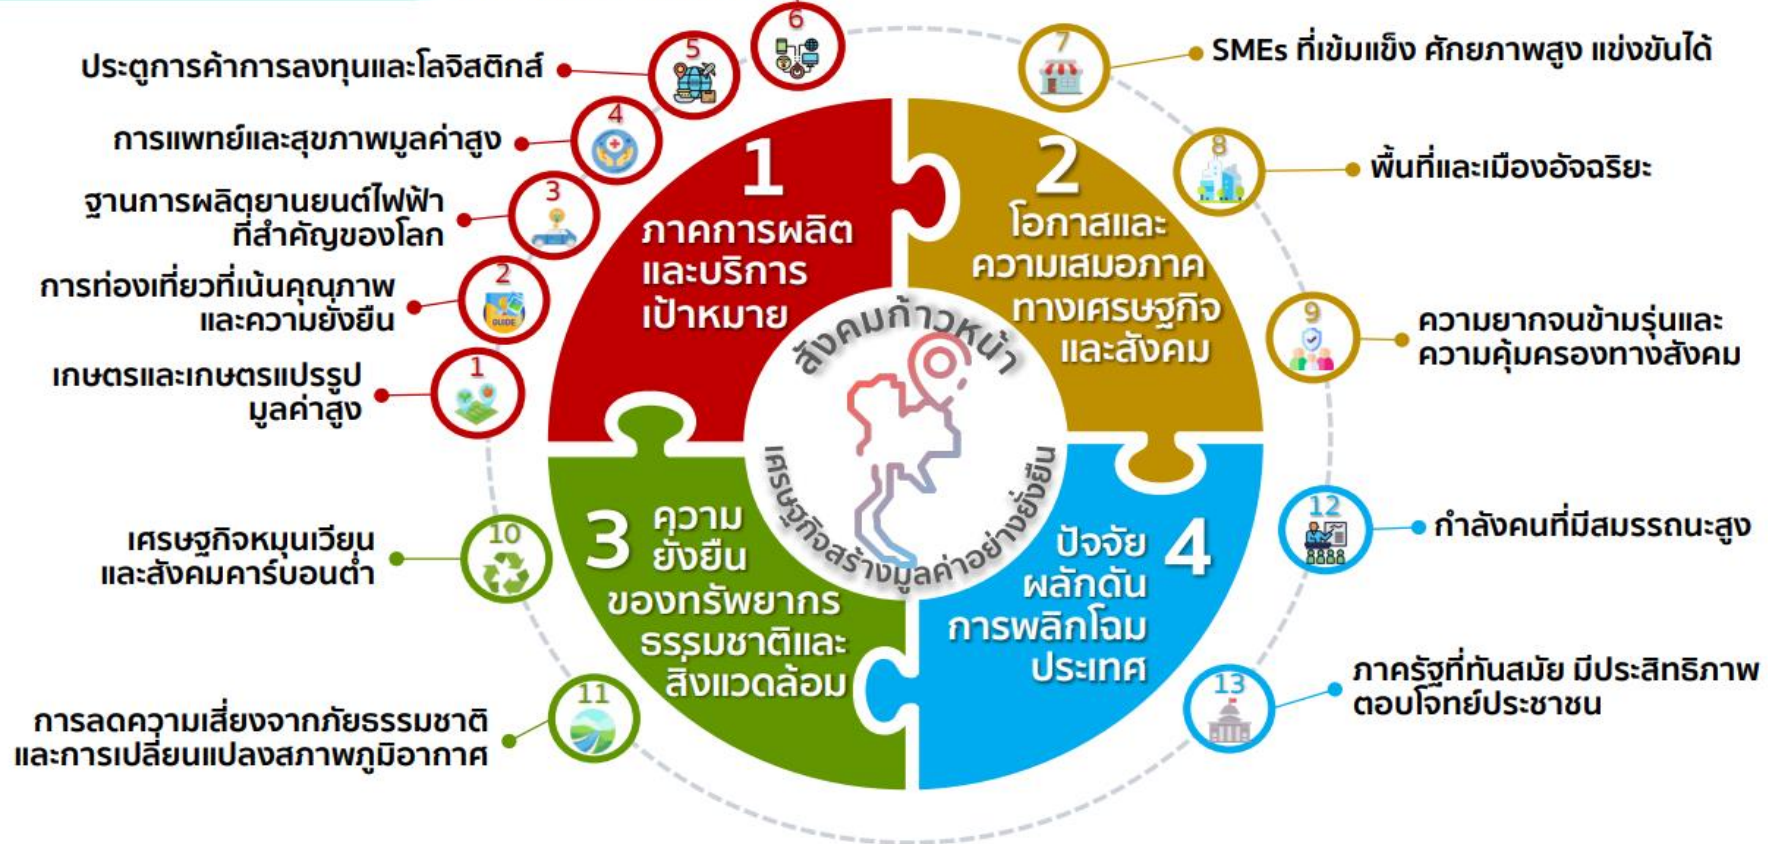 6
5
ประตูการค้าการลงทุนและโลจิสติกส์
4
การแพทย์และสุขภาพมูลค่าสูง
3
ฐานการผลิตยานยนต์ไฟฟ้า
ที่สำคัญของโลก
2
GUIDE
การท่องเที่ยวที่เน้นคุณภาพ
และความยั่งยืน
1
เกษตรและเกษตรแปรรูป
มูลค่าสูง
7
SMEs ที่เข้มแข็ง ศักยภาพสูง แข่งขันได้
8
พื้นที่และเมืองอัจฉริยะ
9
ความยากจนข้ามรุ่นและ
ความคุ้มครองทางสังคม
1
ภาคการผลิต
และบริการ
เป้าหมาย
2
โอกาสและ
ความเสมอภาค
ทางเศรษฐกิจ
และสังคม
สังคมก้าวหน้า
เศรษฐกิจสร้างมูลค่าอย่างยั่งยืน
3
ความ
ยั่งยืน
ของทรัพยากร
ธรรมชาติและ
สิ่งแวดล้อม
4
ปัจจัย
ผลักดัน
การพลิกโฉม
ประเทศ
10
เศรษฐกิจหมุนเวียน
และสังคมคาร์บอนต่ำ
11
การลดความเสี่ยงจากภัยธรรมชาติ
และการเปลี่ยนแปลงสภาพภูมิอากาศ
12
กำลังคนที่มีสมรรถนะสูง
13
ภาครัฐที่ทันสมัย มีประสิทธิภาพ
ตอบโจทย์ประชาชน